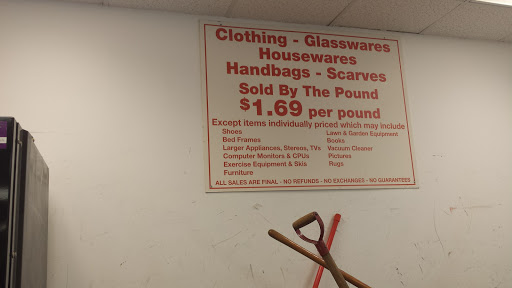 Clothing - Glasswares
Housewares
Handbags - Scarves
Sold By The Pound
$1.69 per pound
Except items individually priced which may include
Shoes
Bed Frames
Larger Appliances, Stereos, TVs
Computer Monitors & CPUs
Exercise Equipment & Skis
Furniture
Lawn & Garden Equipment
Books
Vacuum Cleaner
Pictures
Rugs
ALL SALES ARE FINAL - NO REFUNDS - NO EXCHANGES - NO GUARANTEES